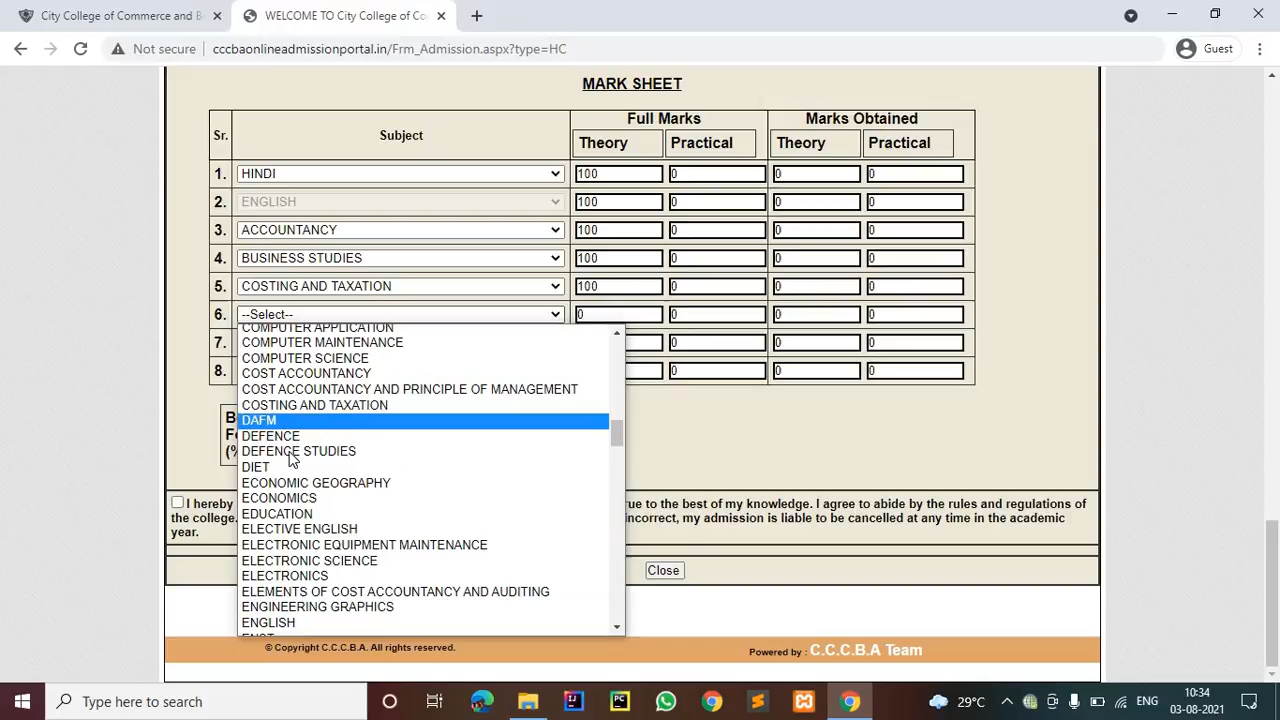 City College of Commerce and B
WELCOME TO City College of Co
Not secure
cccbaonlineadmissionportal.in/Frm_Admission.aspx?type=HC
Guest
MARK SHEET
Sr. Subject Full Marks Marks Obtained
Theory Practical Theory Practical
1. HINDI 100 0 0 0
2. ENGLISH 100 0 0 0
3. ACCOUNTANCY 100 0 0 0
4. BUSINESS STUDIES 100 0 0 0
5. COSTING AND TAXATION 100 0 0 0
6. --Select-- 0 0 0 0
7. 0 0 0
8. 0 0 0
COMPUTER APPLICATION
COMPUTER MAINTENANCE
COMPUTER SCIENCE
COST ACCOUNTANCY
COST ACCOUNTANCY AND PRINCIPLE OF MANAGEMENT
COSTING AND TAXATION
DAFM
DEFENCE
DEFENCE STUDIES
DIET
ECONOMIC GEOGRAPHY
ECONOMICS
EDUCATION
ELECTIVE ENGLISH
ELECTRONIC EQUIPMENT MAINTENANCE
ELECTRONIC SCIENCE
ELECTRONICS
ELEMENTS OF COST ACCOUNTANCY AND AUDITING
ENGINEERING GRAPHICS
ENGLISH
B
Fo
(%
I hereby rue to the best of my knowledge. I agree to abide by the rules and regulations of
the college. incorrect, my admission is liable to be cancelled at any time in the academic
year.
Close
© Copyright C.C.C.B.A. All rights reserved.
Powered by : C.C.C.B.A Team
Type here to search
29°C
ENG
10:34
03-08-2021